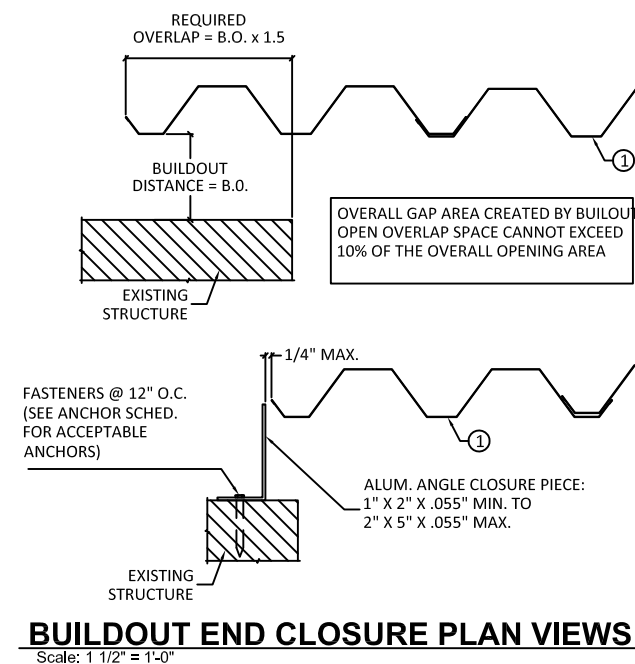 REQUIRED
OVERLAP = B.O. x 1.5
BUILDOUT
DISTANCE = B.O.
1
OVERALL GAP AREA CREATED BY BUILOUT
OPEN OVERLAP SPACE CANNOT EXCEED
10% OF THE OVERALL OPENING AREA
EXISTING
STRUCTURE
1/4" MAX.
FASTENERS @ 12" O.C.
(SEE ANCHOR SCHED.
FOR ACCEPTABLE
ANCHORS)
1
ALUM. ANGLE CLOSURE PIECE:
1" X 2" X .055" MIN. TO
2" X 5" X .055" MAX.
EXISTING
STRUCTURE
BUILDOUT END CLOSURE PLAN VIEWS
Scale: 1 1/2" = 1'-0"